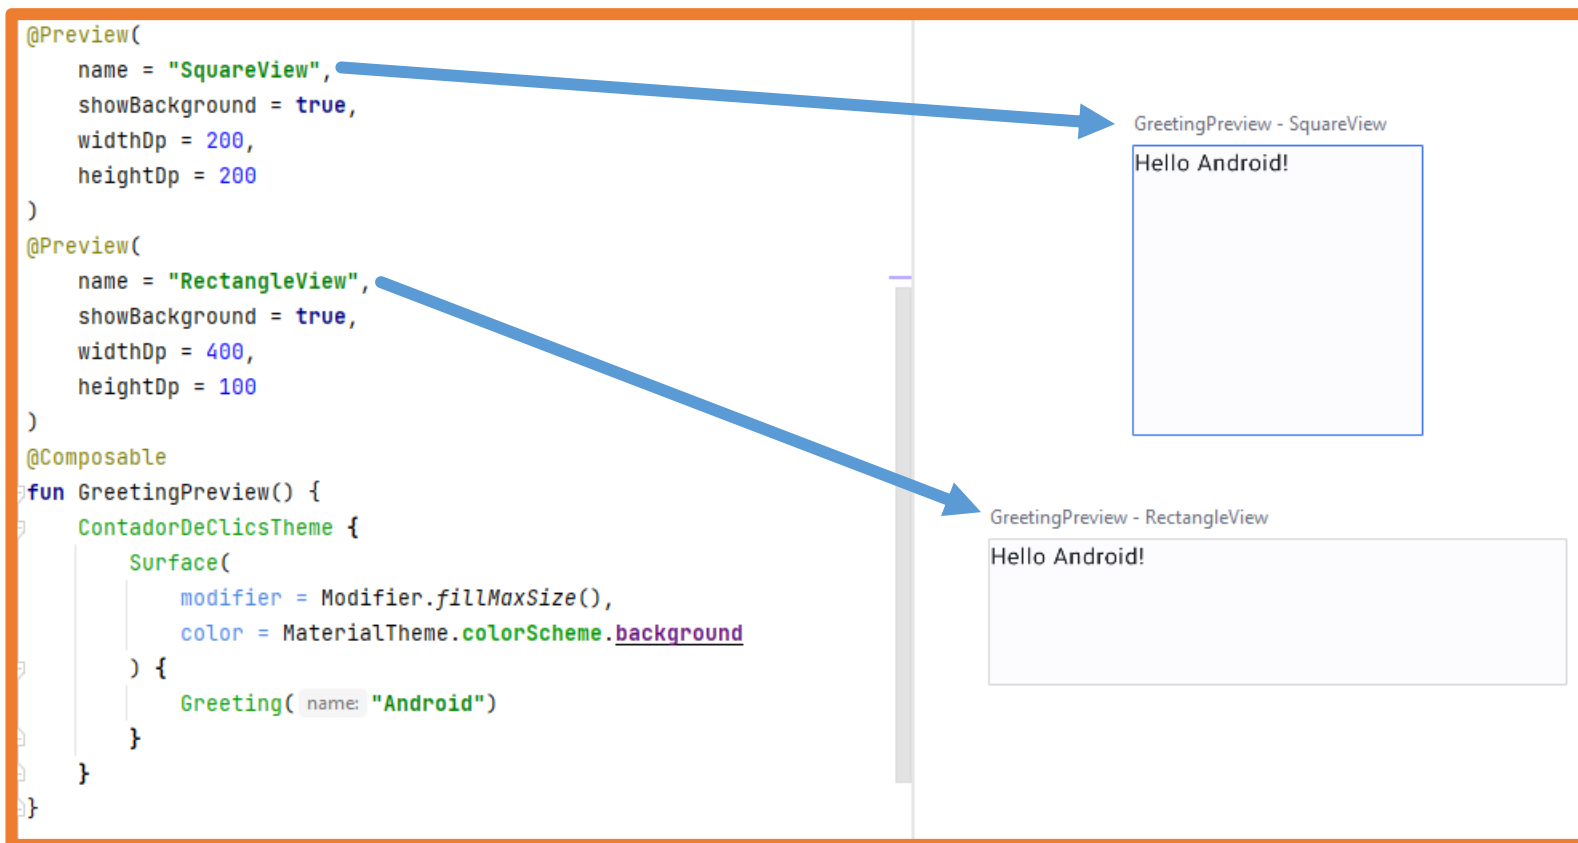 @Preview(
name = "SquareView",
showBackground = true,
widthDp = 200,
heightDp = 200
)
@Preview(
name = "RectangleView",
showBackground = true,
widthDp = 400,
heightDp = 100
)
@Composable
fun GreetingPreview() {
ContadorDeClicsTheme {
Surface(
modifier = Modifier.fillMaxSize(),
color = MaterialTheme.colorScheme.background
) {
Greeting( name: "Android")
}
}
}
GreetingPreview - SquareView
Hello Android!
GreetingPreview - RectangleView
Hello Android!